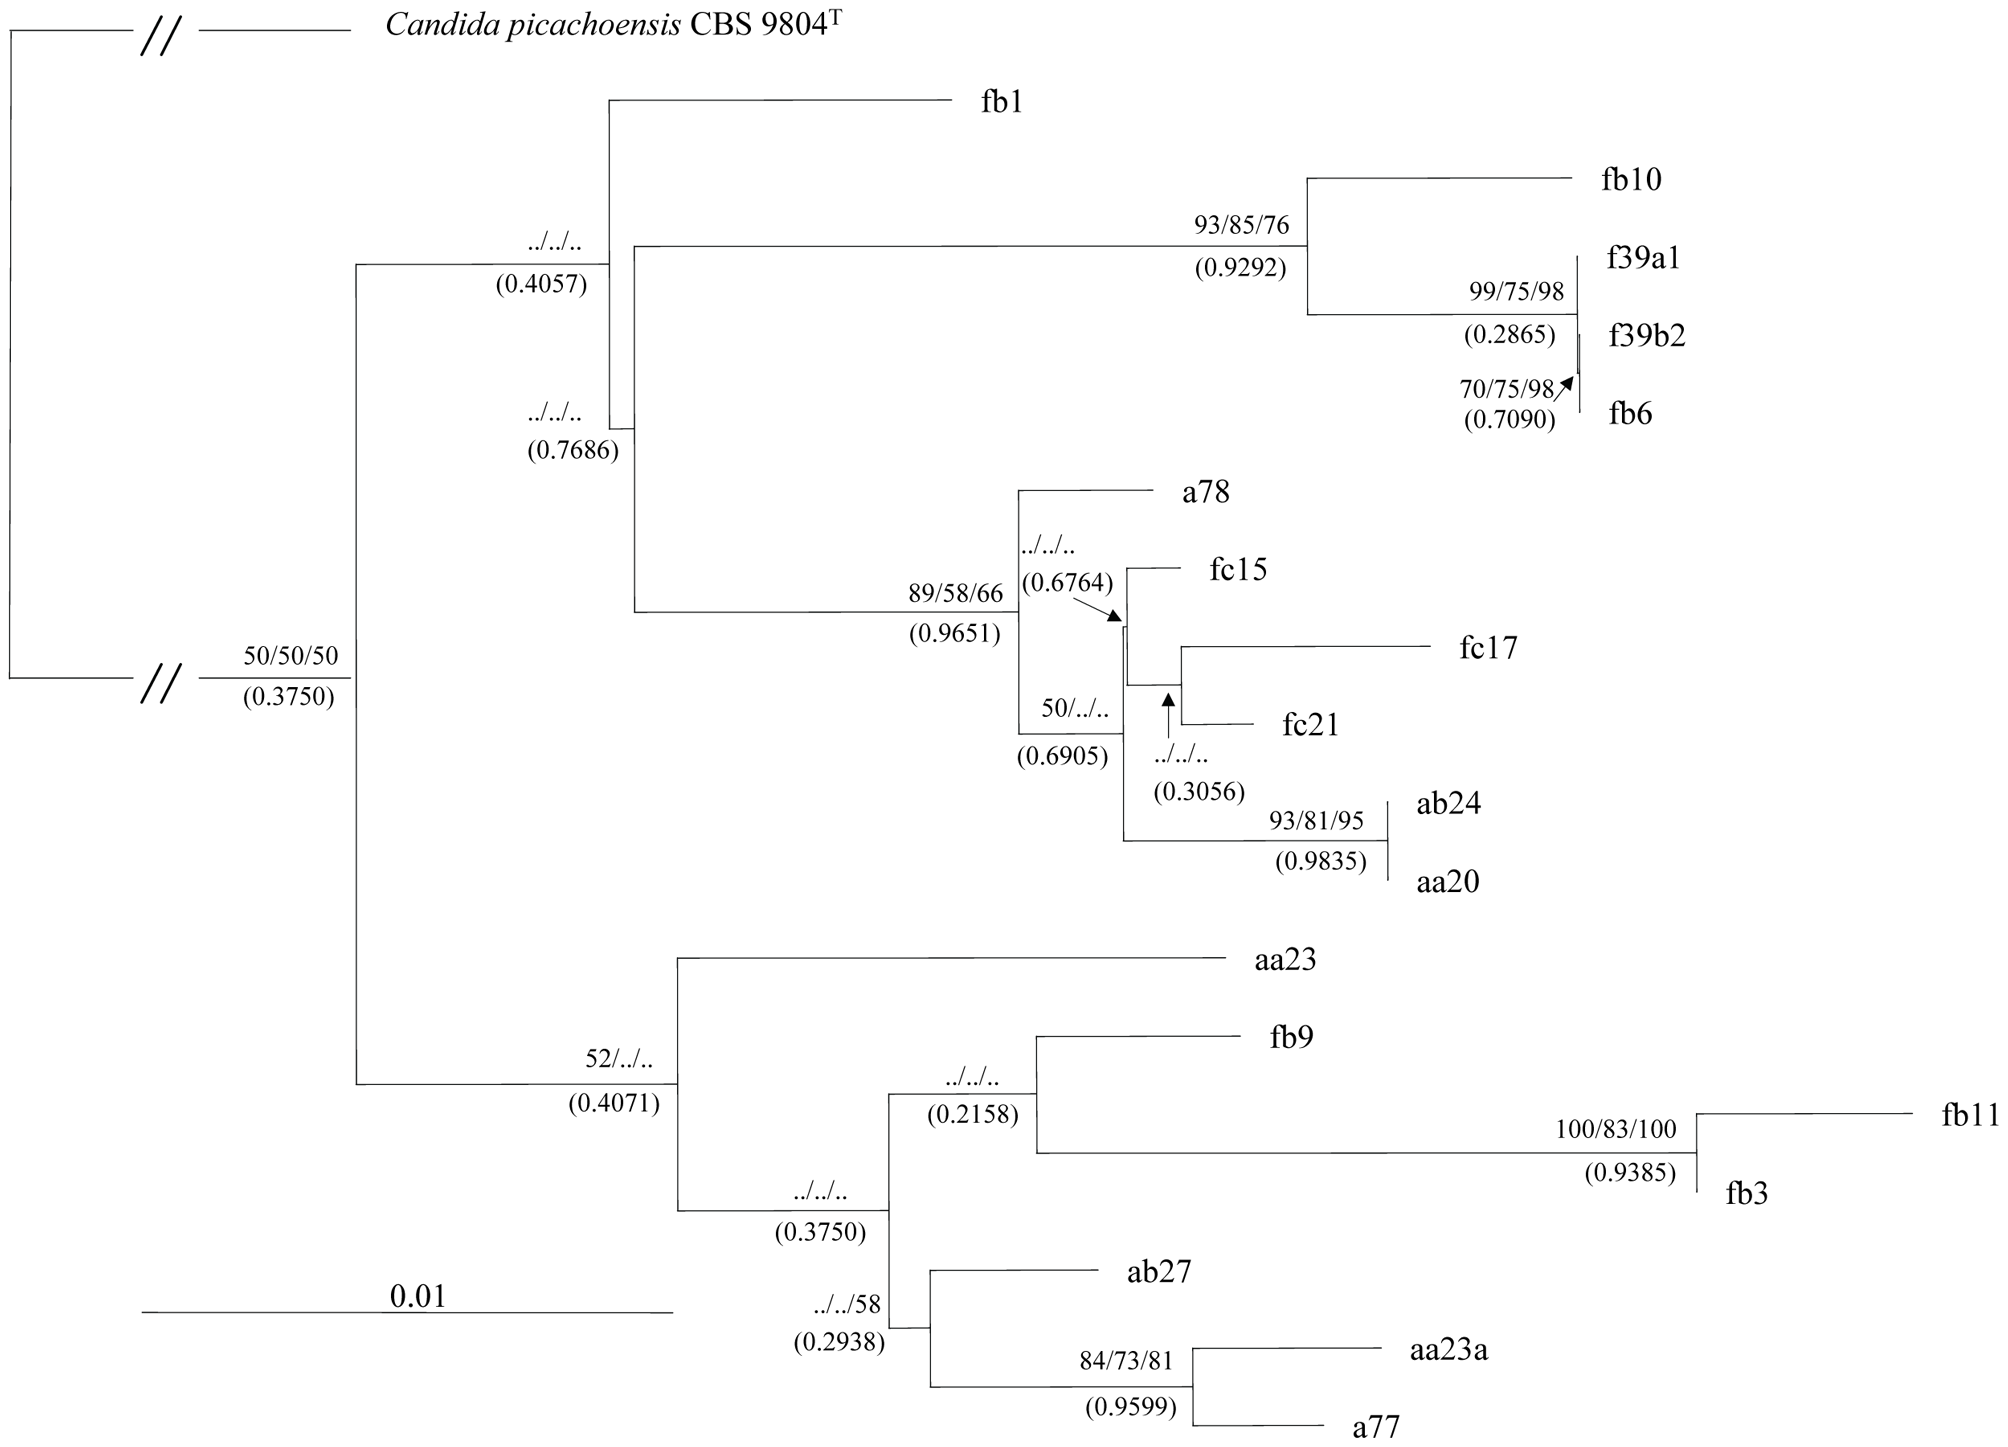 Candida picachoensis CBS 9804T
fb1
fb10
93/85/76
(0.9292)
../../..
(0.4057)
f39a1
99/75/98
(0.2865)
f39b2
70/75/98
(0.7090)
fb6
../../..
(0.7686)
a78
../../..
(0.6764)
fc15
89/58/66
(0.9651)
fc17
50/50/50
(0.3750)
50/../..
(0.6905)
fc21
../../..
(0.3056)
ab24
93/81/95
(0.9835)
aa20
aa23
fb9
52/../..
(0.4071)
../../..
(0.2158)
fb11
100/83/100
(0.9385)
fb3
../../..
(0.3750)
ab27
0.01
../../58
(0.2938)
aa23a
84/73/81
(0.9599)
a77